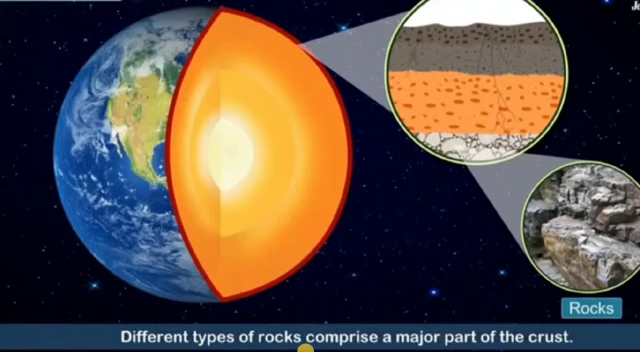 Rocks
Different types of rocks comprise a major part of the crust.